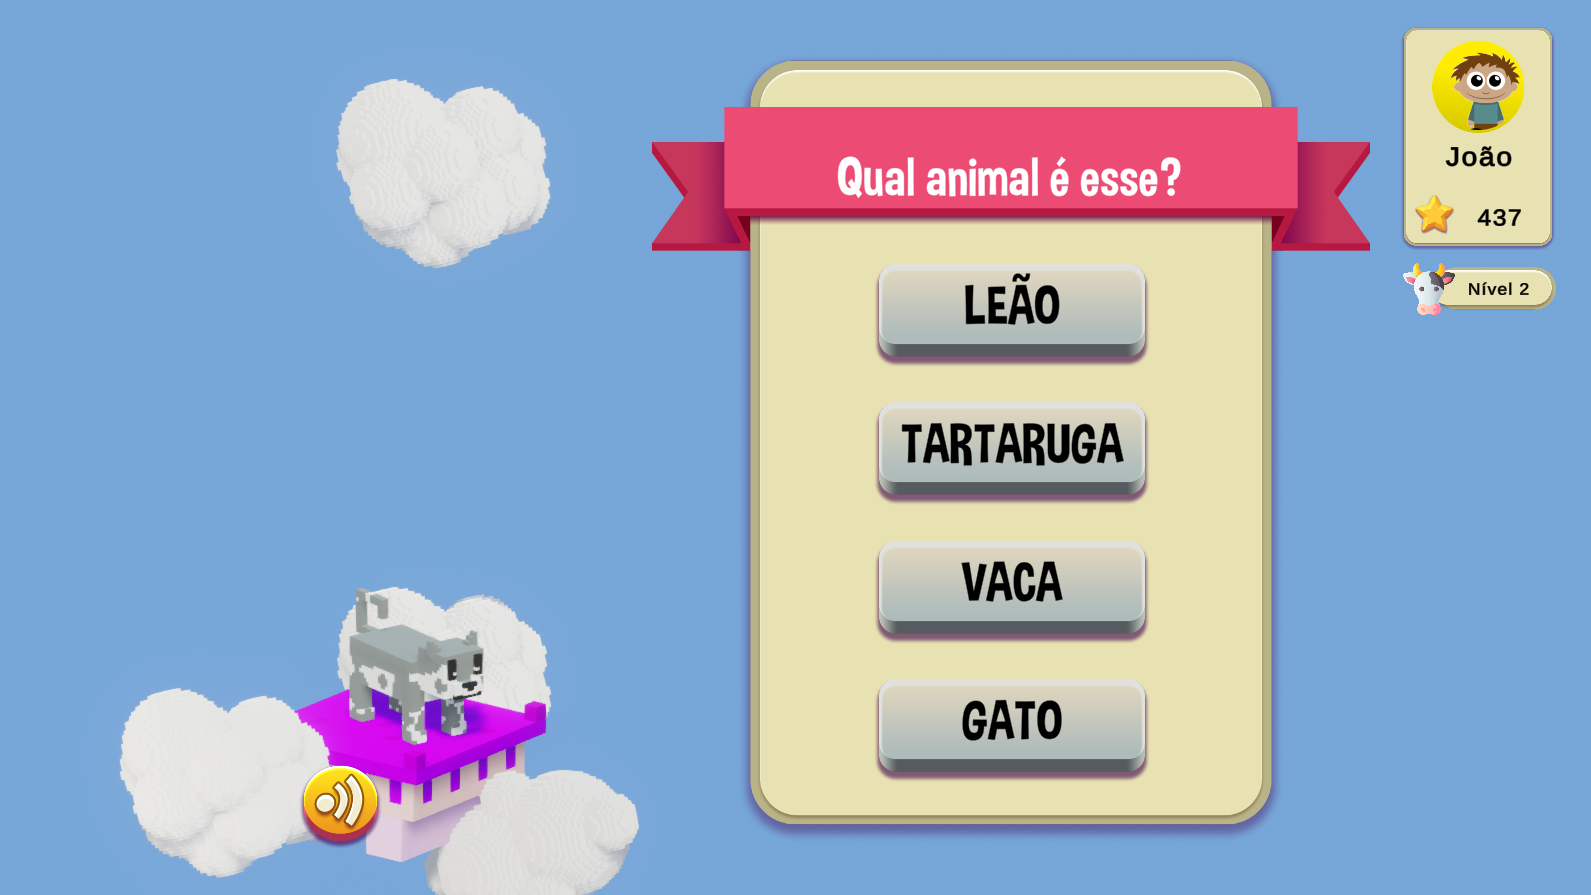 Qual animal é esse?
LEÃO
TARTARUGA
VACA
GATO
João
437
Nível 2